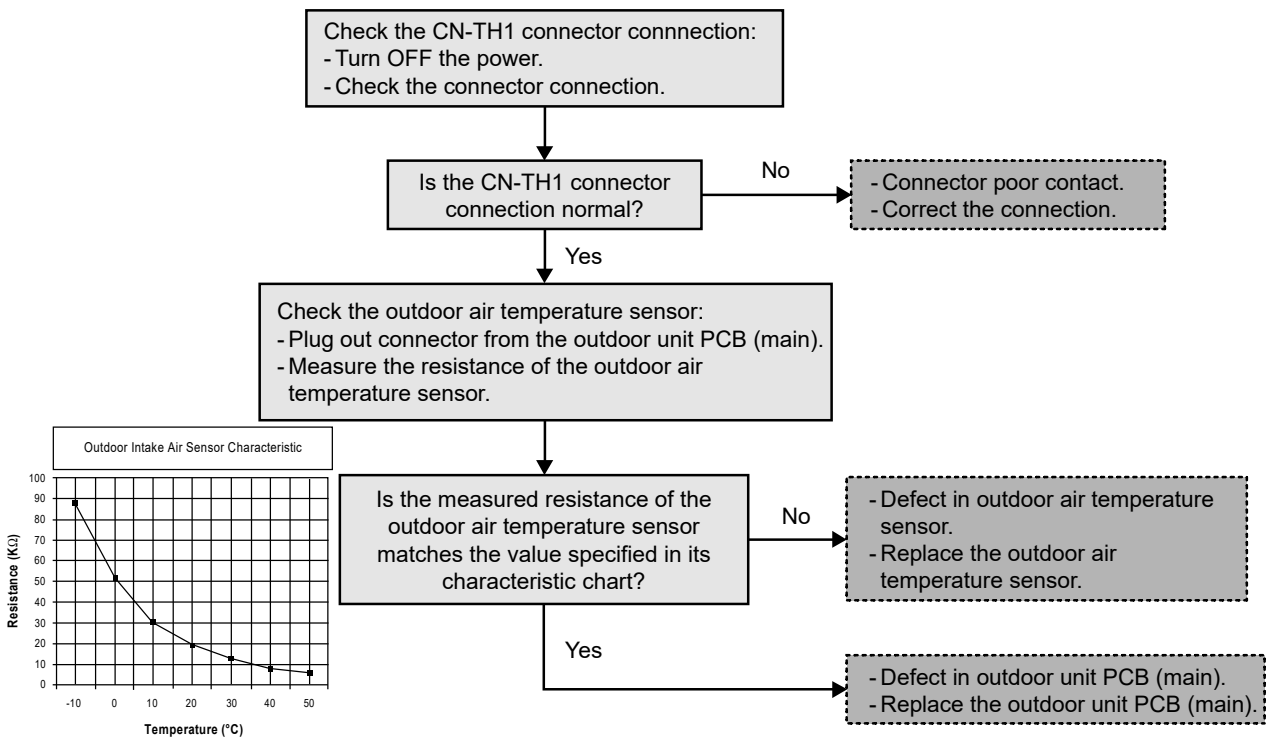 Check the CN-TH1 connector connnection:
- Turn OFF the power.
- Check the connector connection.
Is the CN-TH1 connector
connection normal?
No
- Connector poor contact.
- Correct the connection.
Yes
Check the outdoor air temperature sensor:
- Plug out connector from the outdoor unit PCB (main).
- Measure the resistance of the outdoor air
temperature sensor.
Outdoor Intake Air Sensor Characteristic
Resistance (KΩ)
100
90
80
70
60
50
40
30
20
10
0
-10 0 10 20 30 40 50
Temperature (°C)
Is the measured resistance of the
outdoor air temperature sensor
matches the value specified in its
characteristic chart?
No
- Defect in outdoor air temperature
sensor.
- Replace the outdoor air
temperature sensor.
Yes
- Defect in outdoor unit PCB (main).
- Replace the outdoor unit PCB (main).